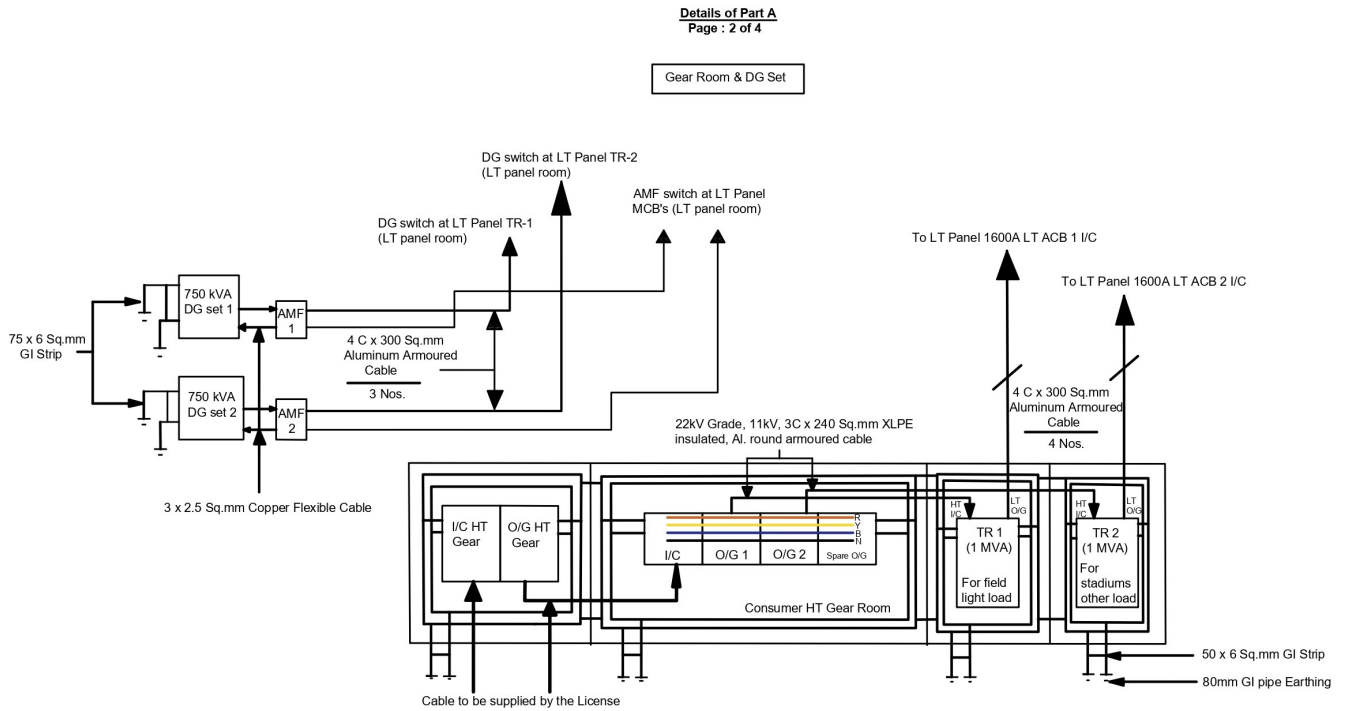 Details of Part A
Page : 2 of 4
Gear Room & DG Set
DG switch at LT Panel TR-2
(LT panel room)
AMF switch at LT Panel
MCB's (LT panel room)
DG switch at LT Panel TR-1
(LT panel room)
To LT Panel 1600A LT ACB 1 I/C
To LT Panel 1600A LT ACB 2 I/C
750 kVA
DG set 1
AMF
1
75 x 6 Sq.mm
GI Strip
4 C x 300 Sq.mm
Aluminum Armoured
Cable
3 Nos.
750 kVA
DG set 2
AMF
2
4 C x 300 Sq.mm
Aluminum Armoured
Cable
4 Nos.
22kV Grade, 11kV, 3C x 240 Sq.mm XLPE
insulated, Al. round armoured cable
3 x 2.5 Sq.mm Copper Flexible Cable
I/C HT
Gear
O/G HT
Gear
R
Y
B
N
I/C
O/G 1
O/G 2
Spare O/G
Consumer HT Gear Room
HT
I/C
LT
O/G
TR 1
(1 MVA)
For field
light load
HT
I/C
LT
O/G
TR 2
(1 MVA)
For
stadiums
other load
50 x 6 Sq.mm GI Strip
80mm GI pipe Earthing
Cable to be supplied by the License